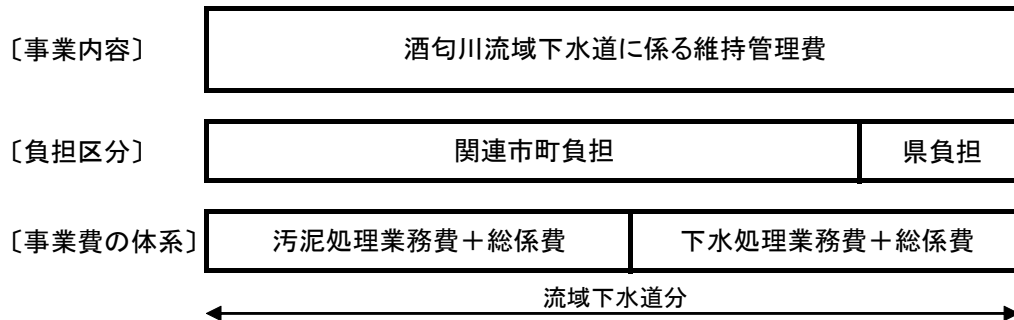 〔事業内容〕 酒匂川流域下水道に係る維持管理費
〔負担区分〕 関連市町負担 県負担
〔事業費の体系〕 汚泥処理業務費＋総係費 下水処理業務費＋総係費
流域下水道分